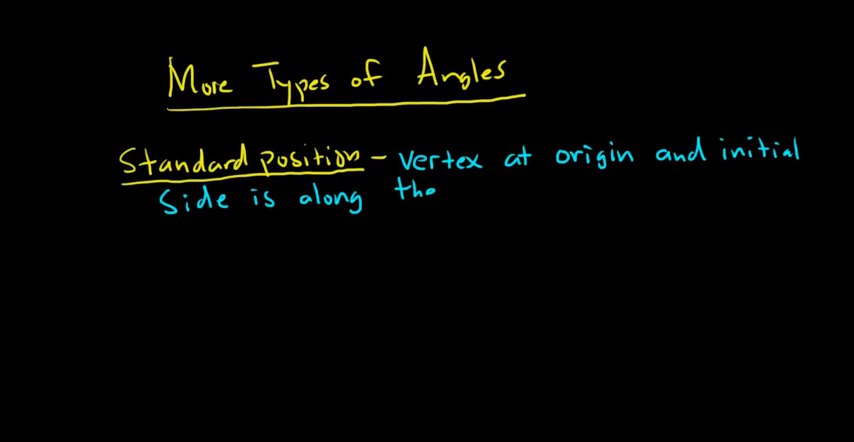 More Types of Angles
Standard position - vertex at origin and initial
side is along the